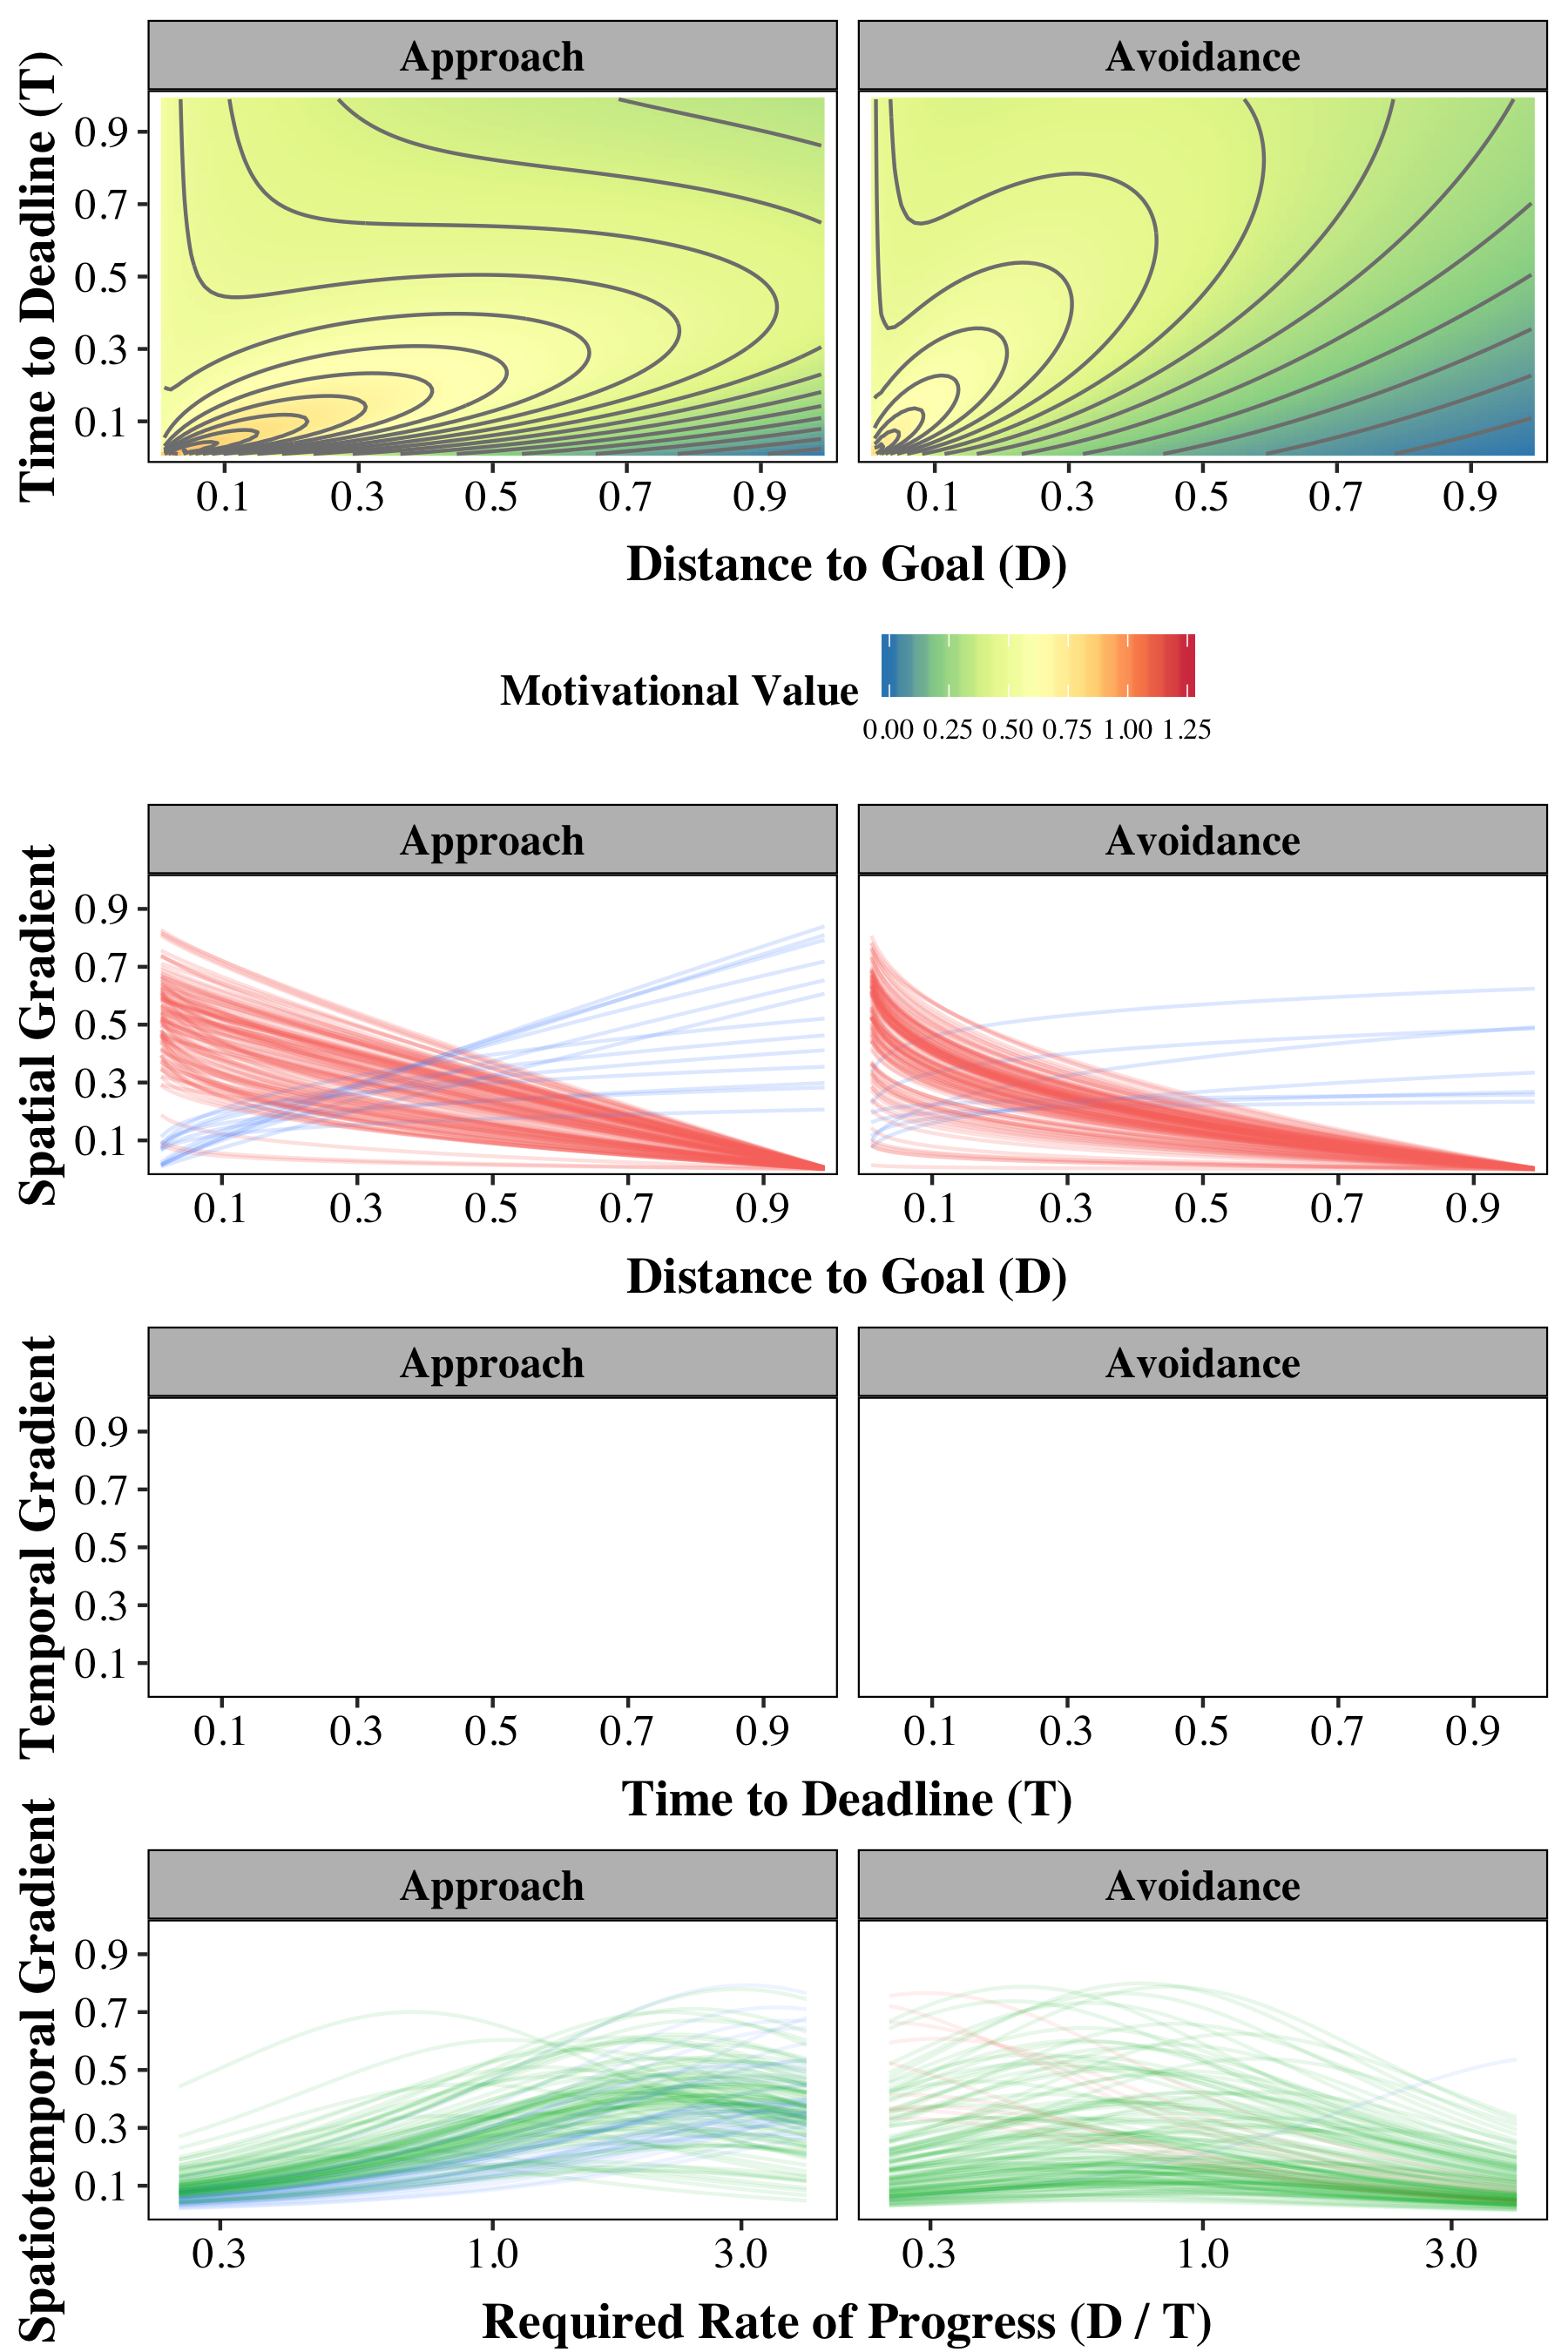 Approach
Avoidance
Time to Deadline (T)
0.9
0.7
0.5
0.3
0.1
0.1 0.3 0.5 0.7 0.9
0.1 0.3 0.5 0.7 0.9
Distance to Goal (D)
Motivational Value
0.00 0.25 0.50 0.75 1.00 1.25
Approach
Avoidance
Spatial Gradient
0.9
0.7
0.5
0.3
0.1
0.1 0.3 0.5 0.7 0.9
0.1 0.3 0.5 0.7 0.9
Distance to Goal (D)
Approach
Avoidance
Temporal Gradient
0.9
0.7
0.5
0.3
0.1
0.1 0.3 0.5 0.7 0.9
0.1 0.3 0.5 0.7 0.9
Time to Deadline (T)
Approach
Avoidance
Spatiotemporal Gradient
0.9
0.7
0.5
0.3
0.1
0.3 1.0 3.0
0.3 1.0 3.0
Required Rate of Progress (D / T)